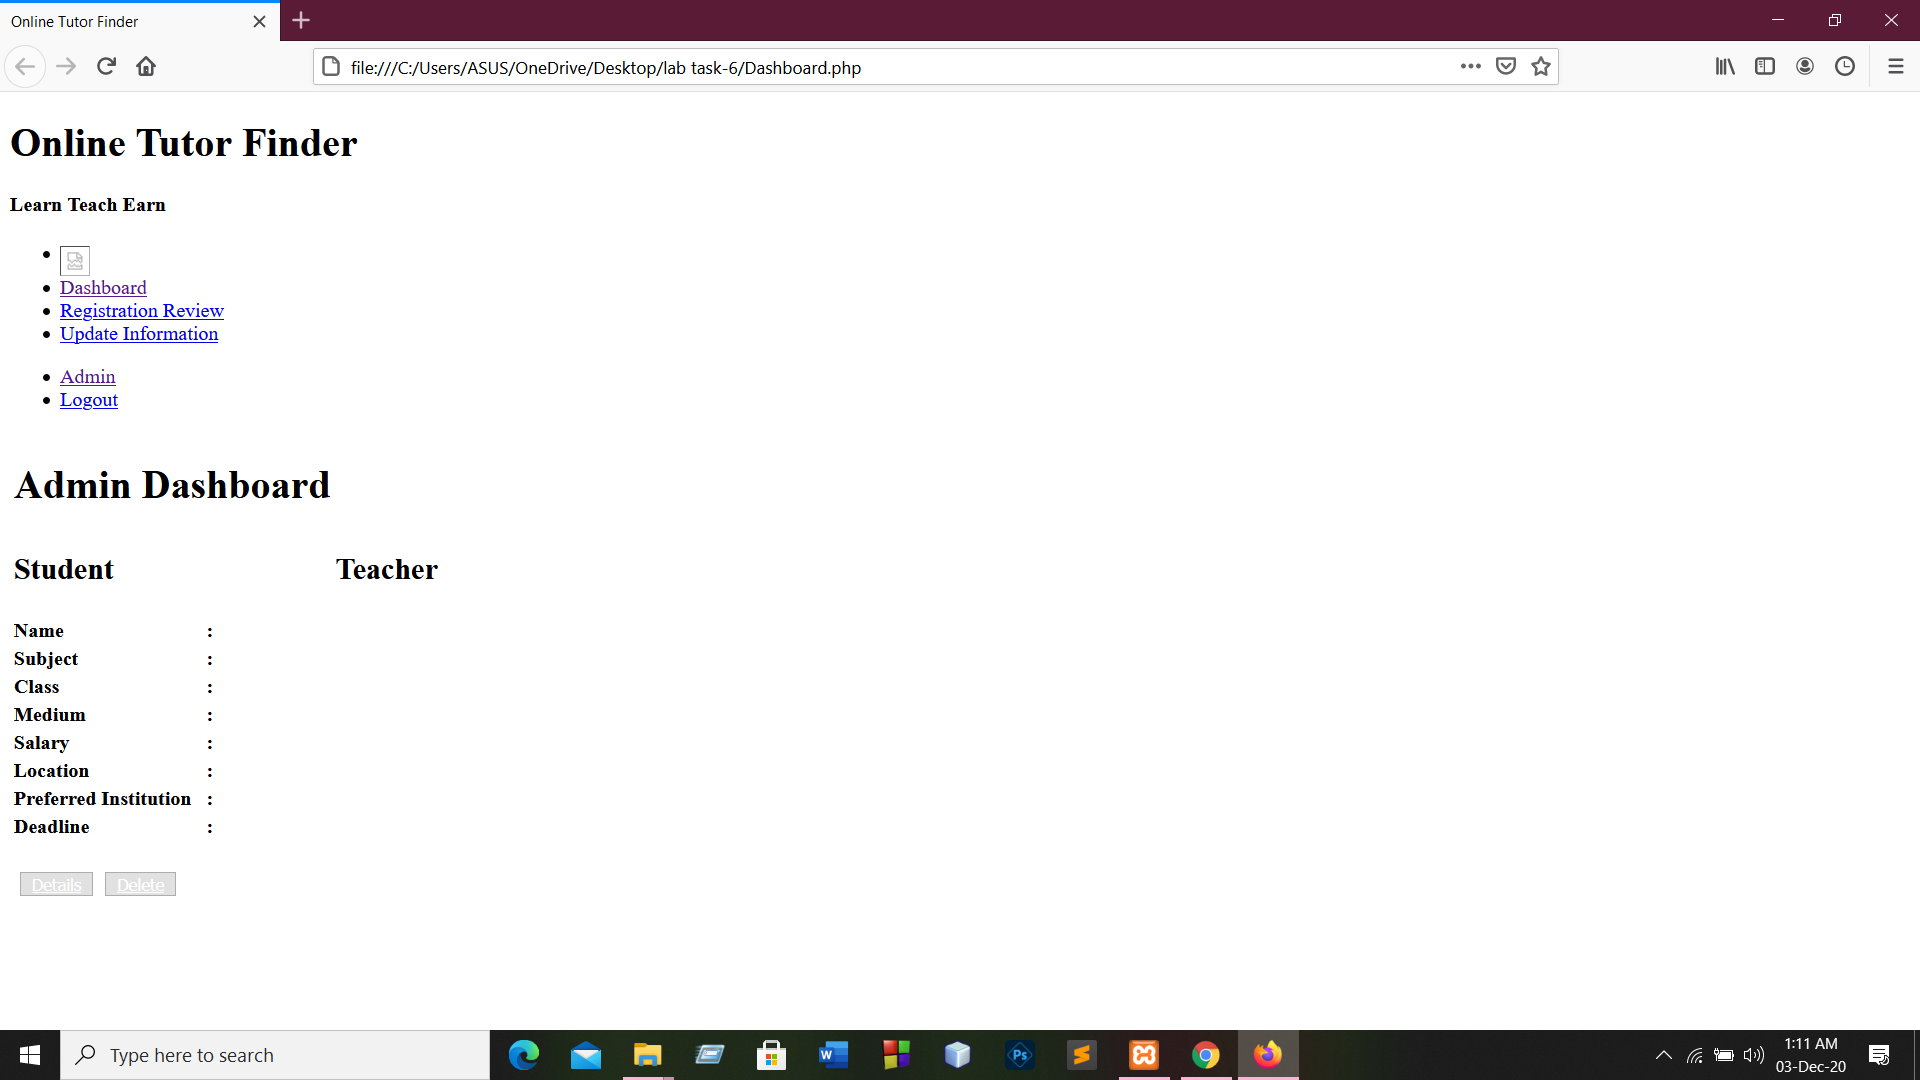 Online Tutor Finder
file:///C:/Users/ASUS/OneDrive/Desktop/lab task-6/Dashboard.php
Online Tutor Finder
Learn Teach Earn
Dashboard
Registration Review
Update Information
Admin
Logout
Admin Dashboard
Student Teacher
Name :
Subject :
Class :
Medium :
Salary :
Location :
Preferred Institution :
Deadline :
Details Delete
Type here to search
W
Ps
1:11 AM
03-Dec-20